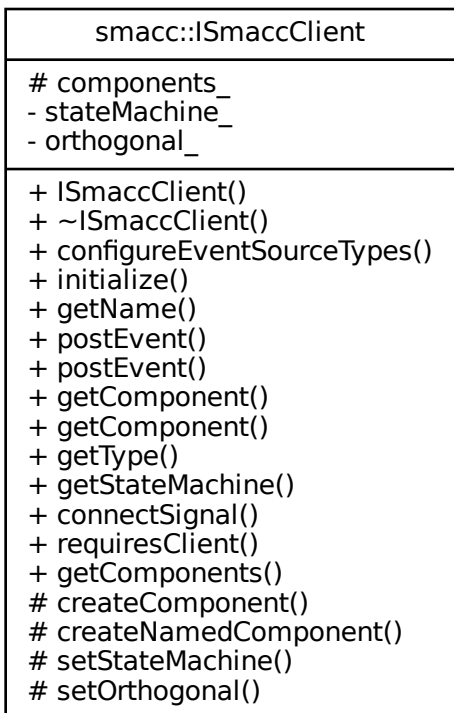 smacc::ISmaccClient
# components_
- stateMachine_
- orthogonal_
+ ISmaccClient()
+ ~ISmaccClient()
+ configureEventSourceTypes()
+ initialize()
+ getName()
+ postEvent()
+ postEvent()
+ getComponent()
+ getComponent()
+ getType()
+ getStateMachine()
+ connectSignal()
+ requiresClient()
+ getComponents()
# createComponent()
# createNamedComponent()
# setStateMachine()
# setOrthogonal()